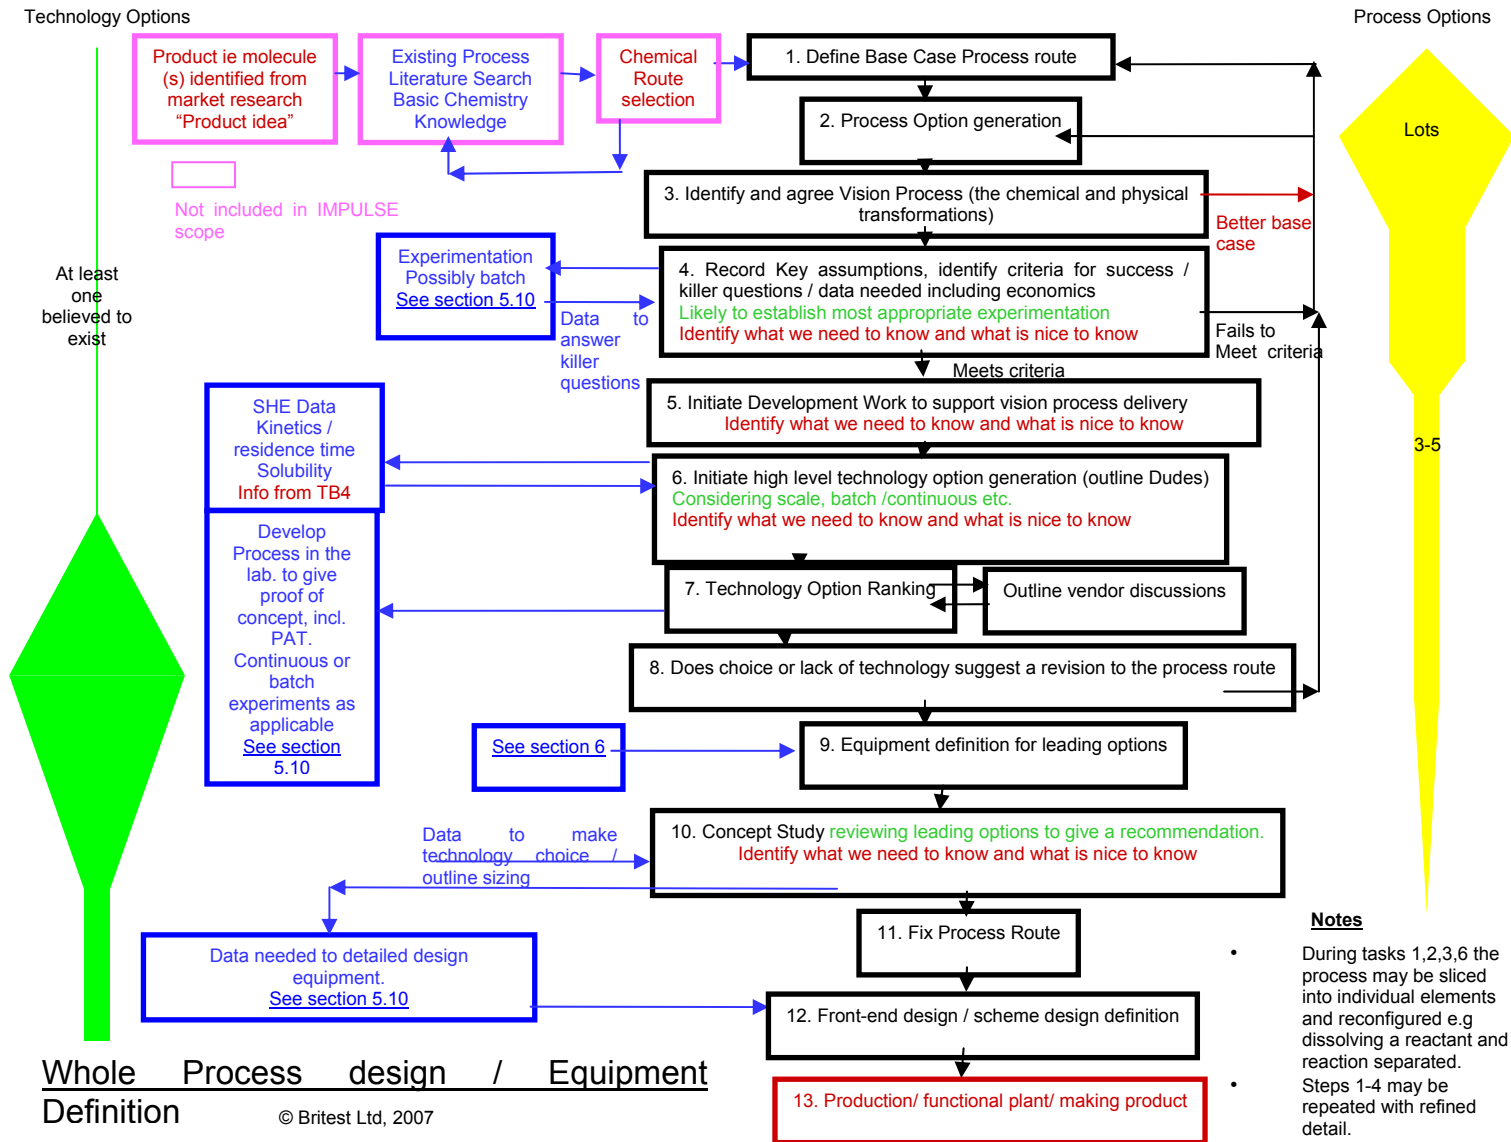 Technology Options
Process Options
Product ie molecule
(s) identified from
market research
“Product idea”
Existing Process
Literature Search
Basic Chemistry
Knowledge
Chemical
Route
selection
1. Define Base Case Process route
2. Process Option generation
Lots
Not included in IMPULSE
scope
3. Identify and agree Vision Process (the chemical and physical
transformations)
Better base
case
At least
one
believed to
exist
Experimentation
Possibly batch
See section 5.10
Data to
answer
killer
questions
4. Record Key assumptions, identify criteria for success /
killer questions / data needed including economics
Likely to establish most appropriate experimentation
Identify what we need to know and what is nice to know
Fails to
Meet criteria
Meets criteria
5. Initiate Development Work to support vision process delivery
Identify what we need to know and what is nice to know
3-5
SHE Data
Kinetics /
residence time
Solubility
Info from TB4
6. Initiate high level technology option generation (outline Dudes)
Considering scale, batch /continuous etc.
Identify what we need to know and what is nice to know
Develop
Process in the
lab. to give
proof of
concept, incl.
PAT.
Continuous or
batch
experiments as
applicable
See section
5.10
7. Technology Option Ranking
Outline vendor discussions
8. Does choice or lack of technology suggest a revision to the process route
See section 6
9. Equipment definition for leading options
Data to make
technology choice /
outline sizing
10. Concept Study reviewing leading options to give a recommendation.
Identify what we need to know and what is nice to know
11. Fix Process Route
Data needed to detailed design
equipment.
See section 5.10
12. Front-end design / scheme design definition
13. Production/ functional plant/ making product
Notes
• During tasks 1,2,3,6 the
process may be sliced
into individual elements
and reconfigured e.g
dissolving a reactant and
reaction separated.
• Steps 1-4 may be
repeated with refined
detail.
Whole Process design / Equipment
Definition © Britest Ltd, 2007